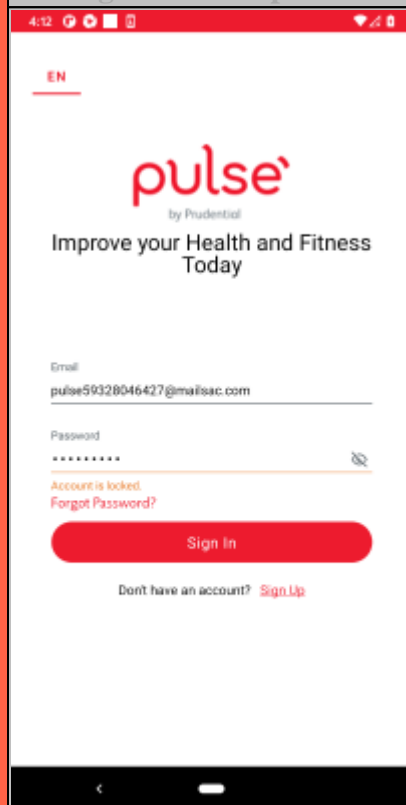 4:12
EN
pulse
by Prudential
Improve your Health and Fitness
Today
Email
pulse59328046427@mailsac.com
Password
•••••••••
Account is locked.
Forgot Password?
Sign In
Don't have an account? Sign Up